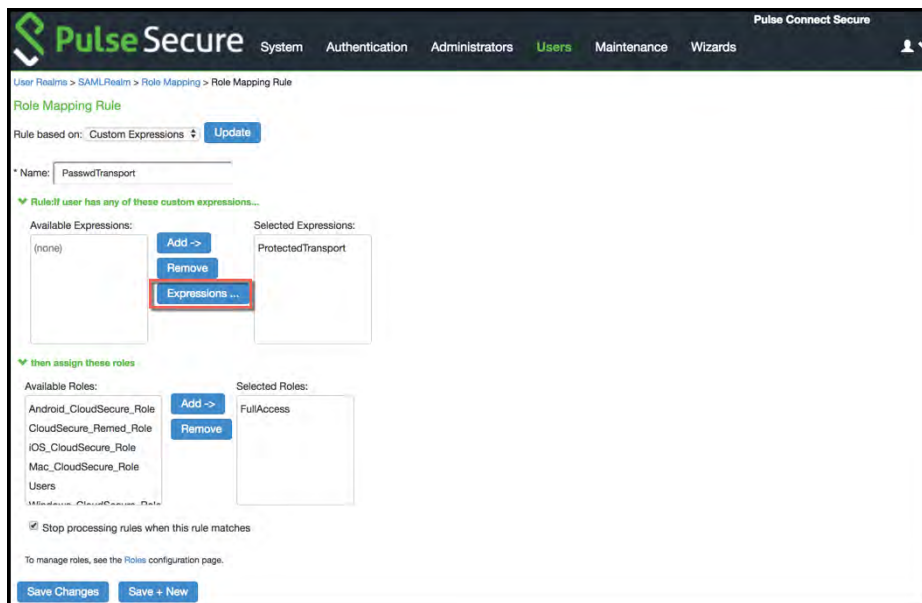 Pulse Connect Secure
Pulse Secure System Authentication Administrators Users Maintenance Wizards
User Realms > SAMLRealm > Role Mapping > Role Mapping Rule
Role Mapping Rule
Rule based on: Custom Expressions Update
* Name: PasswdTransport
Rule:If user has any of these custom expressions...
Available Expressions: Selected Expressions:
(none) Add -> ProtectedTransport
Remove
Expressions ...
then assign these roles
Available Roles: Selected Roles:
Android_CloudSecure_Role Add -> FullAccess
CloudSecure_Remed_Role Remove
iOS_CloudSecure_Role
Mac_CloudSecure_Role
Users
Windows_CloudSecure_Role
Stop processing rules when this rule matches
To manage roles, see the Roles configuration page.
Save Changes Save + New